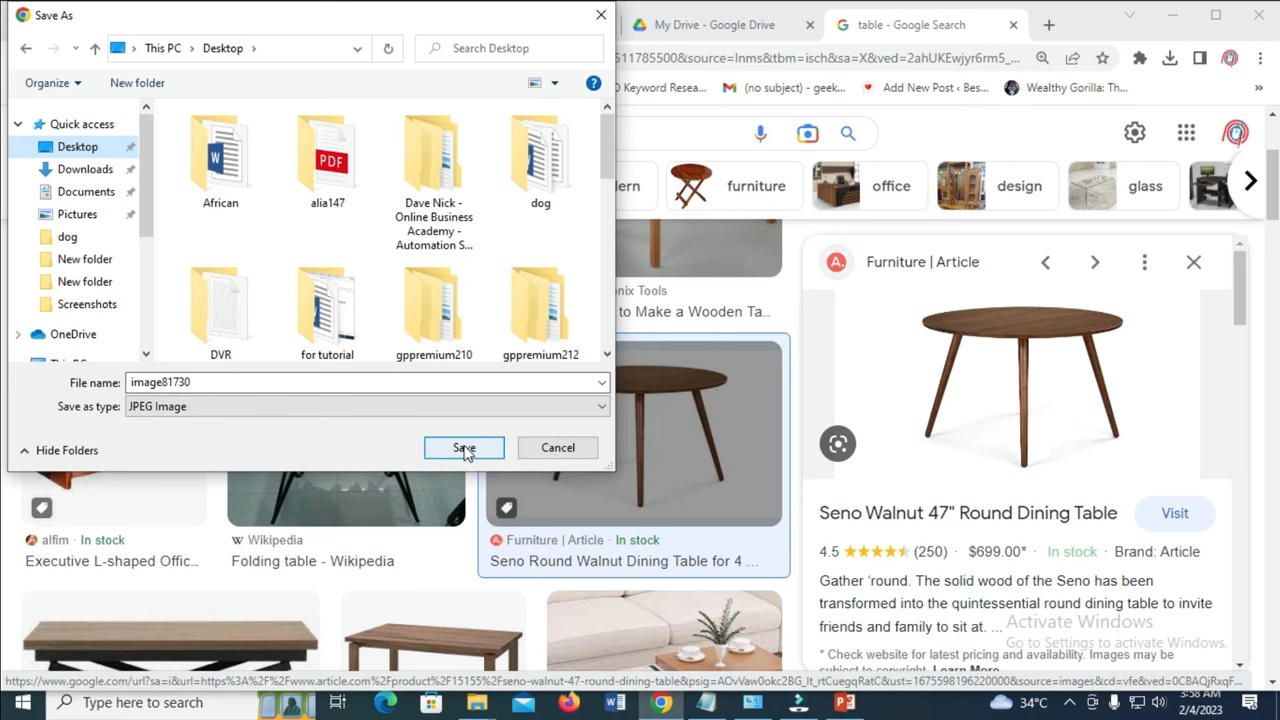 Save As
My Drive - Google Drive
table - Google Search
This PC
Desktop
Search Desktop
511785500&source=lnms&tbm=isch&sa=X&ved=2ahUKEwjyr6rm5_...
Organize
New folder
D Keyword Resea...
(no subject) - geek...
Add New Post ‹ Bes...
Wealthy Gorilla: Th...
»
Quick access
Desktop
Downloads
Documents
Pictures
dog
New folder
New folder
Screenshots
OneDrive
African
PDF
alia147
Dave Nick -
Online Business
Academy -
Automation S...
dog
DVR
for tutorial
gppremium210
gppremium212
furniture
office
design
glass
File name:
image81730
Save as type:
JPEG Image
Hide Folders
Save
Cancel
onix Tools
to Make a Wooden Ta...
Furniture | Article
alfim · In stock
Executive L-shaped Offic...
Wikipedia
Folding table - Wikipedia
Furniture | Article · In stock
Seno Round Walnut Dining Table for 4 ...
Seno Walnut 47" Round Dining Table
Visit
4.5 ★★★★★ (250) · $699.00* · In stock · Brand: Article
Gather 'round. The solid wood of the Seno has been
transformed into the quintessential round dining table to invite
friends and family to sit at. ...
* Check website for latest pricing and availability. Images may be
subject to copyright. Learn More
Activate Windows
Go to Settings to activate Windows.
Type here to search
34°C
3:58 AM
2/4/2023